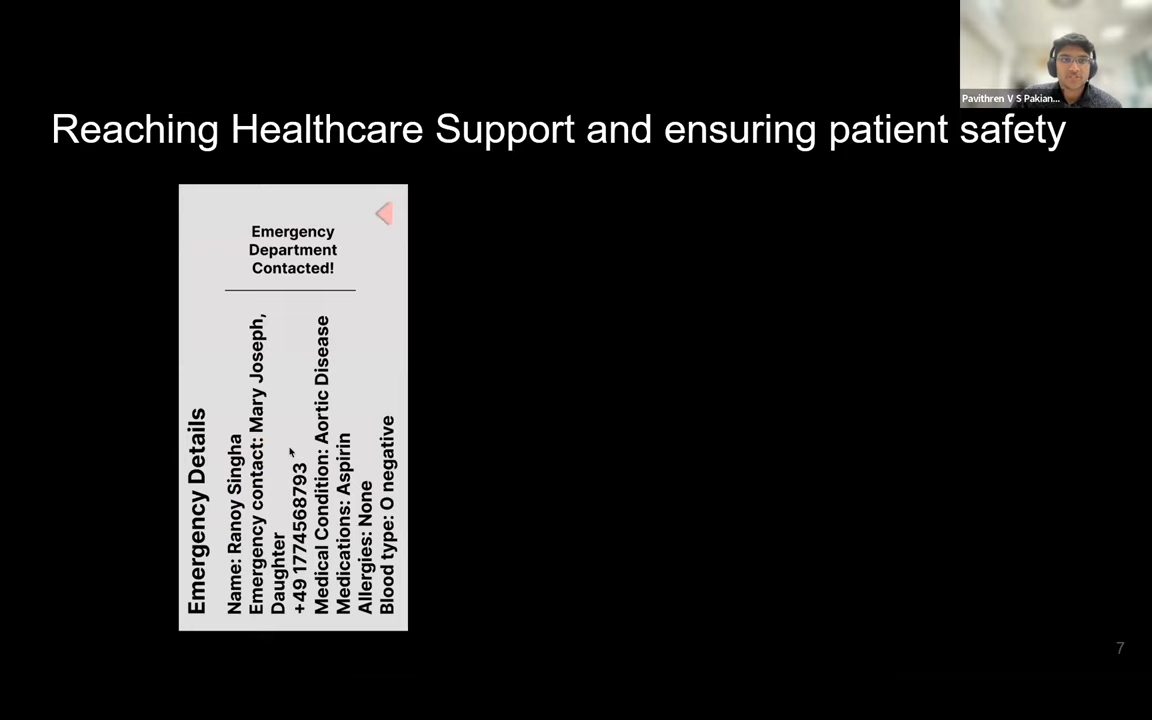 Pavithren V S Pakian...
Reaching Healthcare Support and ensuring patient safety
Emergency
Department
Contacted!
Emergency Details
Name: Ranoy Singha
Emergency contact: Mary Joseph,
Daughter
+49 1774568793
Medical Condition: Aortic Disease
Medications: Aspirin
Allergies: None
Blood type: O negative
7